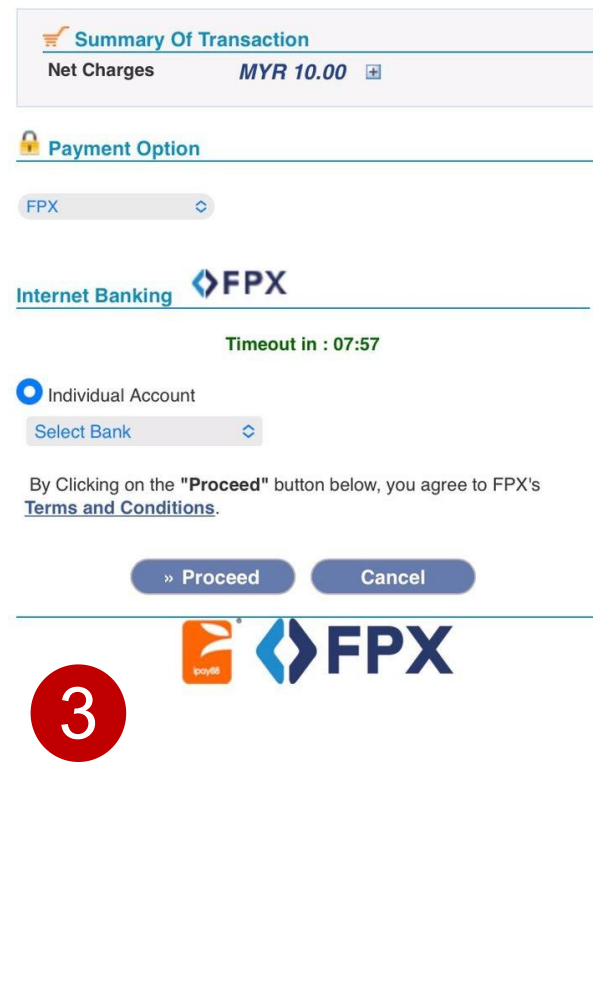 Summary Of Transaction
Net Charges MYR 10.00
Payment Option
FPX
Internet Banking FPX
Timeout in : 07:57
Individual Account
Select Bank
By Clicking on the "Proceed" button below, you agree to FPX's
Terms and Conditions.
» Proceed Cancel
ipay88 ® FPX
3